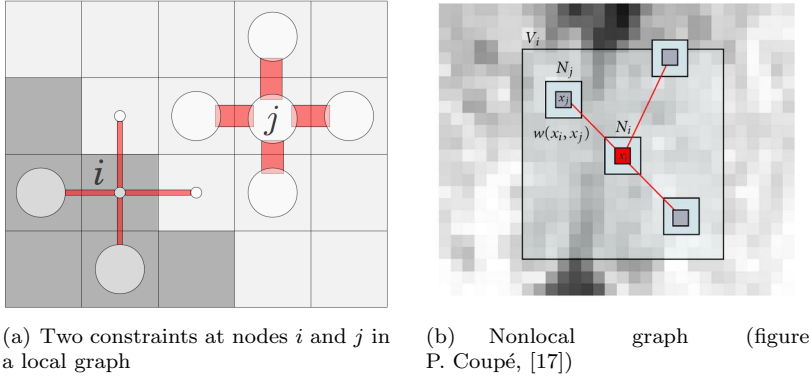 j
i
V_i
N_j
x_j
N_i
w(x_i, x_j)
x_i
(a) Two constraints at nodes i and j in
a local graph
(b) Nonlocal graph (figure
P. Coupé, [17])